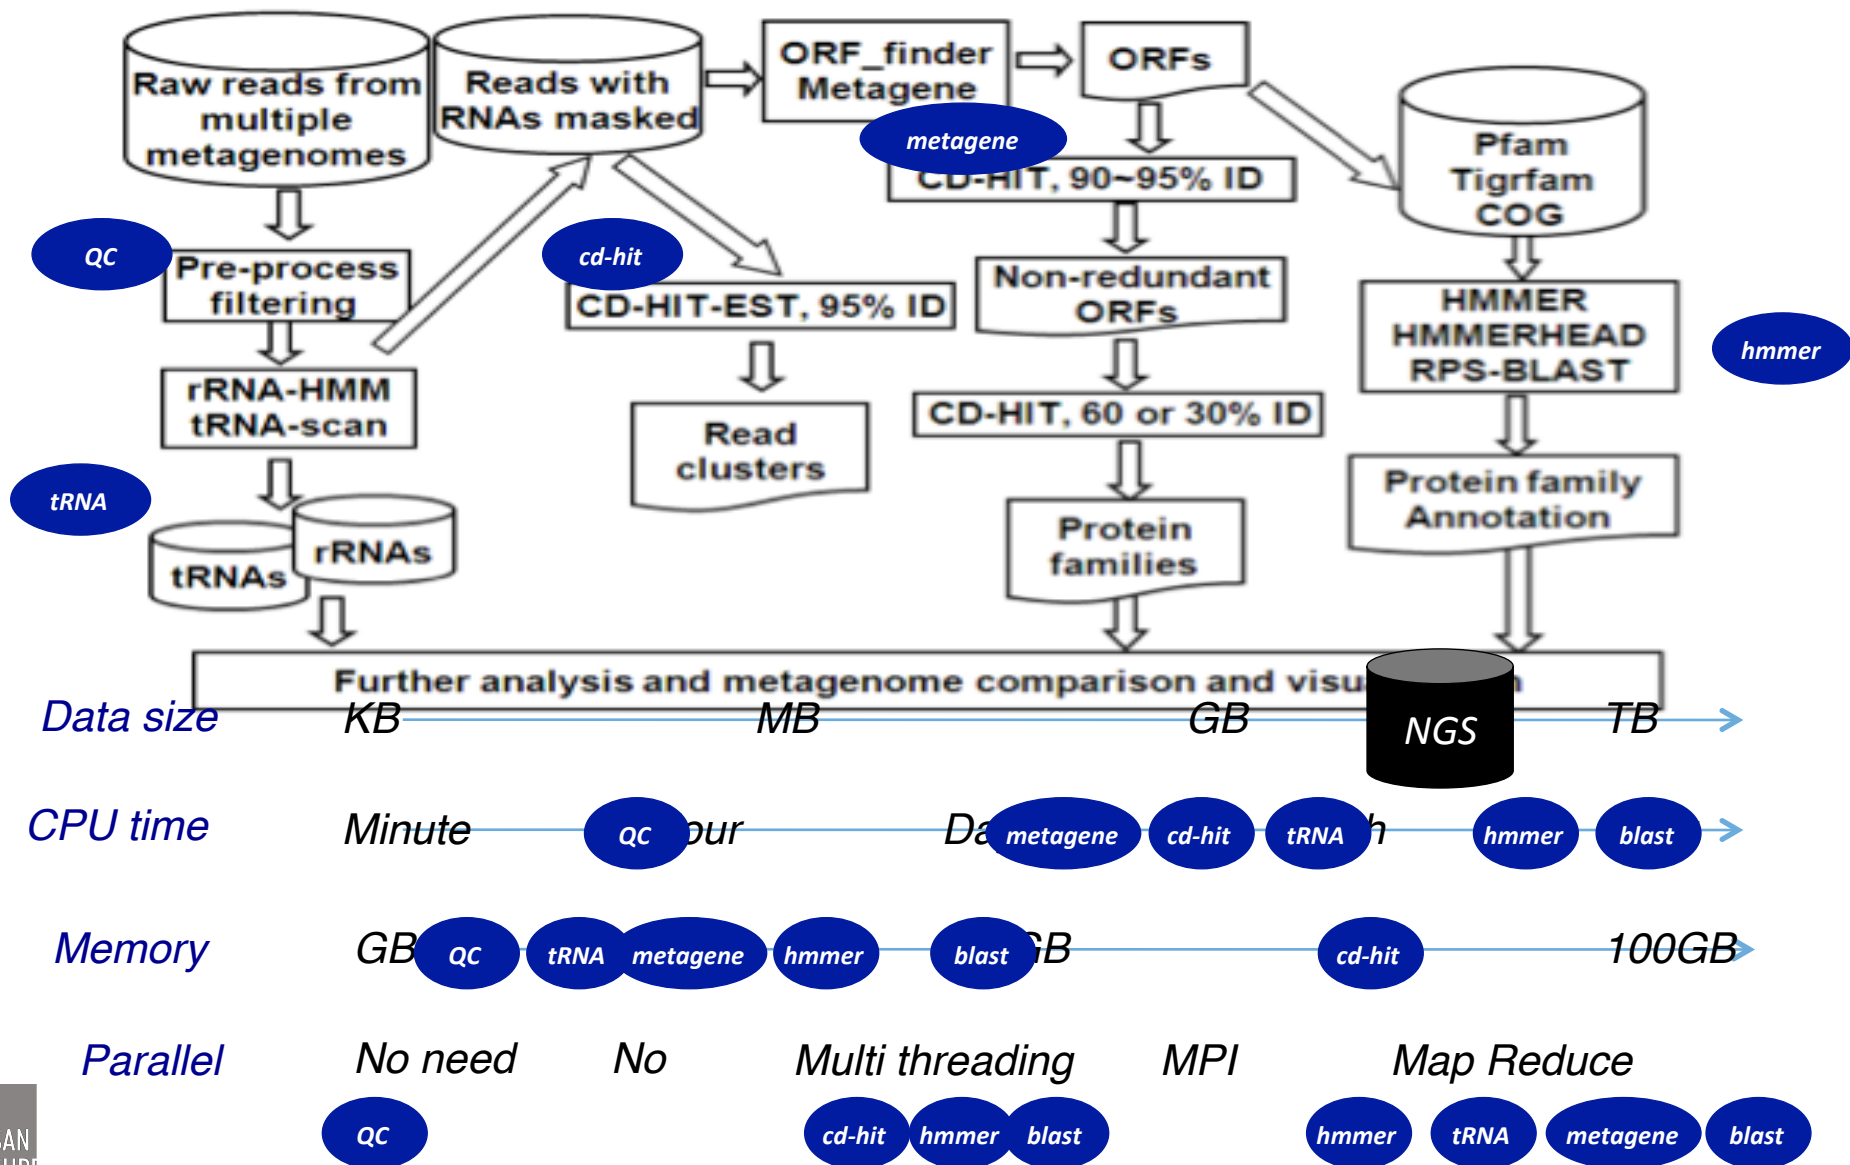 Raw reads from
multiple
metagenomes
Reads with
RNAs masked
ORF_finder
Metagene
ORFs
metagene
Pfam
Tigrfam
COG
CD-HIT, 90~95% ID
QC
Pre-process
filtering
cd-hit
CD-HIT-EST, 95% ID
Non-redundant
ORFs
HMMER
HMMERHEAD
RPS-BLAST
hmmer
rRNA-HMM
tRNA-scan
Read
clusters
CD-HIT, 60 or 30% ID
tRNA
tRNAs
rRNAs
Protein
families
Protein family
Annotation
Further analysis and metagenome comparison and
Data size KB MB GB NGS TB
CPU time Minute QC metagene cd-hit tRNA hmmer blast
Memory GB QC tRNA metagene hmmer blast cd-hit 100GB
Parallel No need No Multi threading MPI Map Reduce
QC cd-hit hmmer blast hmmer tRNA metagene blast